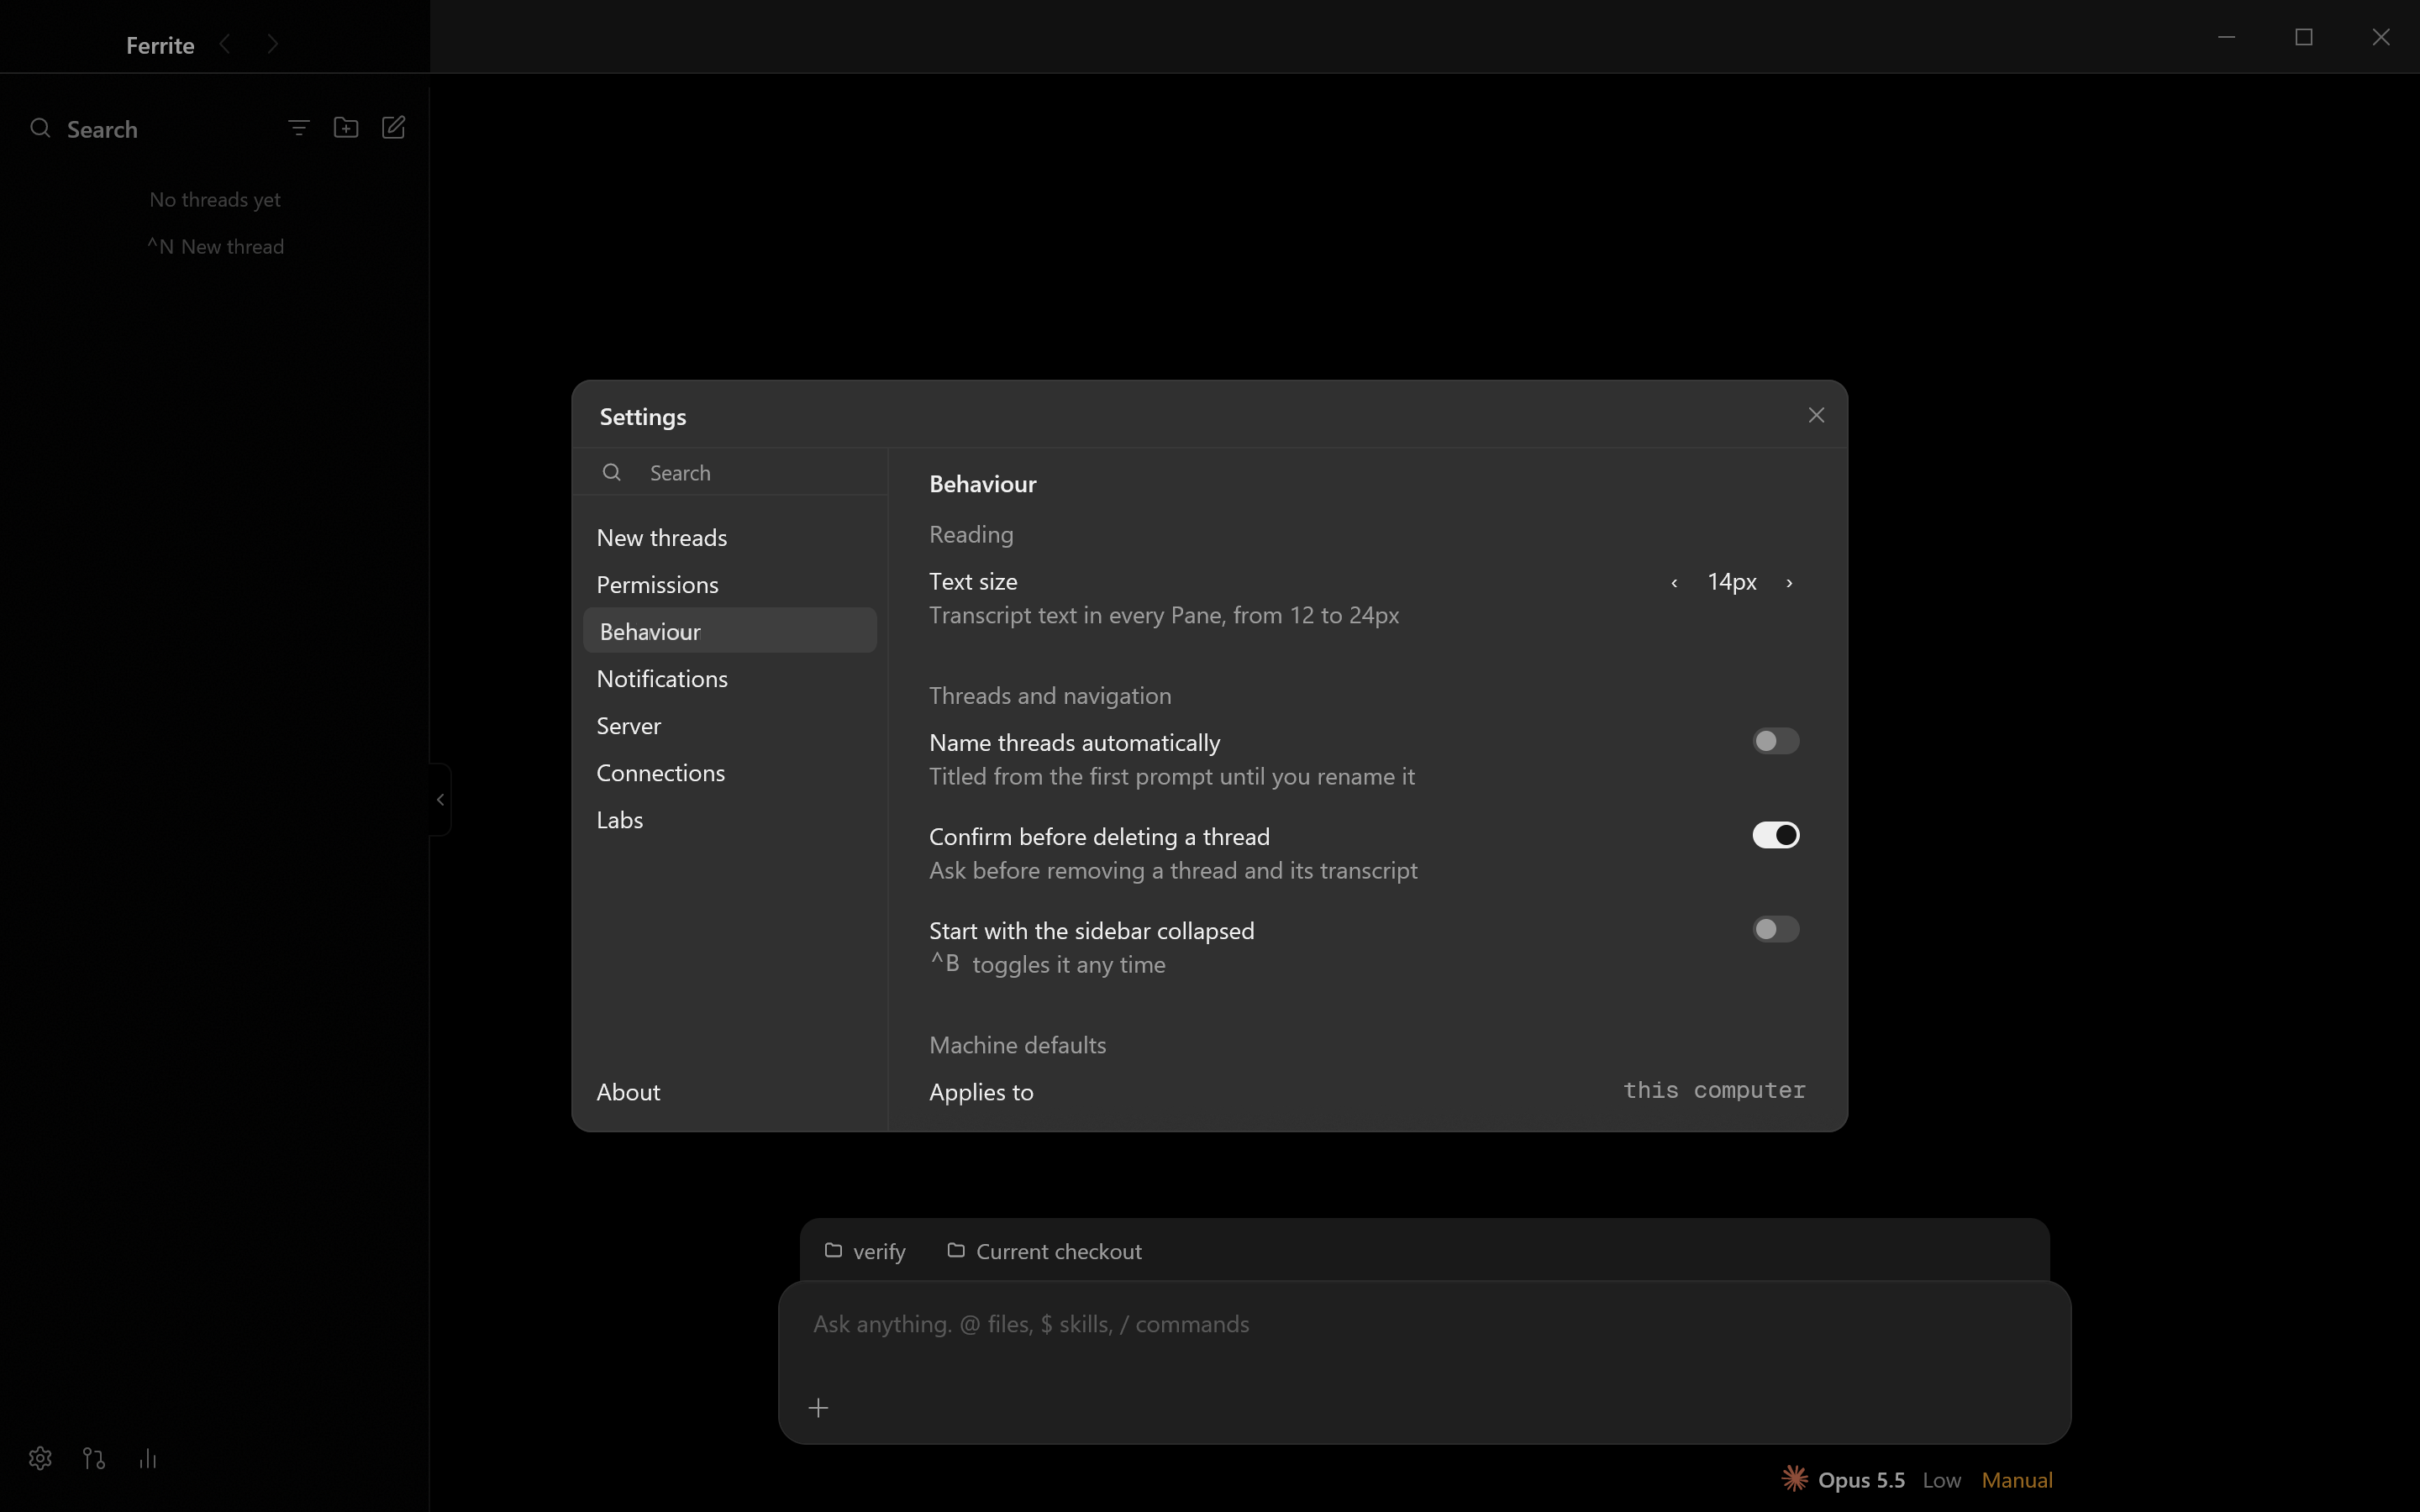 Ferrite
Search
No threads yet
^N New thread
Settings
Search
New threads
Permissions
Behaviour
Notifications
Server
Connections
Labs
About
Behaviour
Reading
Text size
‹ 14px ›
Transcript text in every Pane, from 12 to 24px
Threads and navigation
Name threads automatically
Titled from the first prompt until you rename it
Confirm before deleting a thread
Ask before removing a thread and its transcript
Start with the sidebar collapsed
^B toggles it any time
Machine defaults
Applies to
this computer
verify
Current checkout
Ask anything. @ files, $ skills, / commands
Opus 5.5 Low Manual